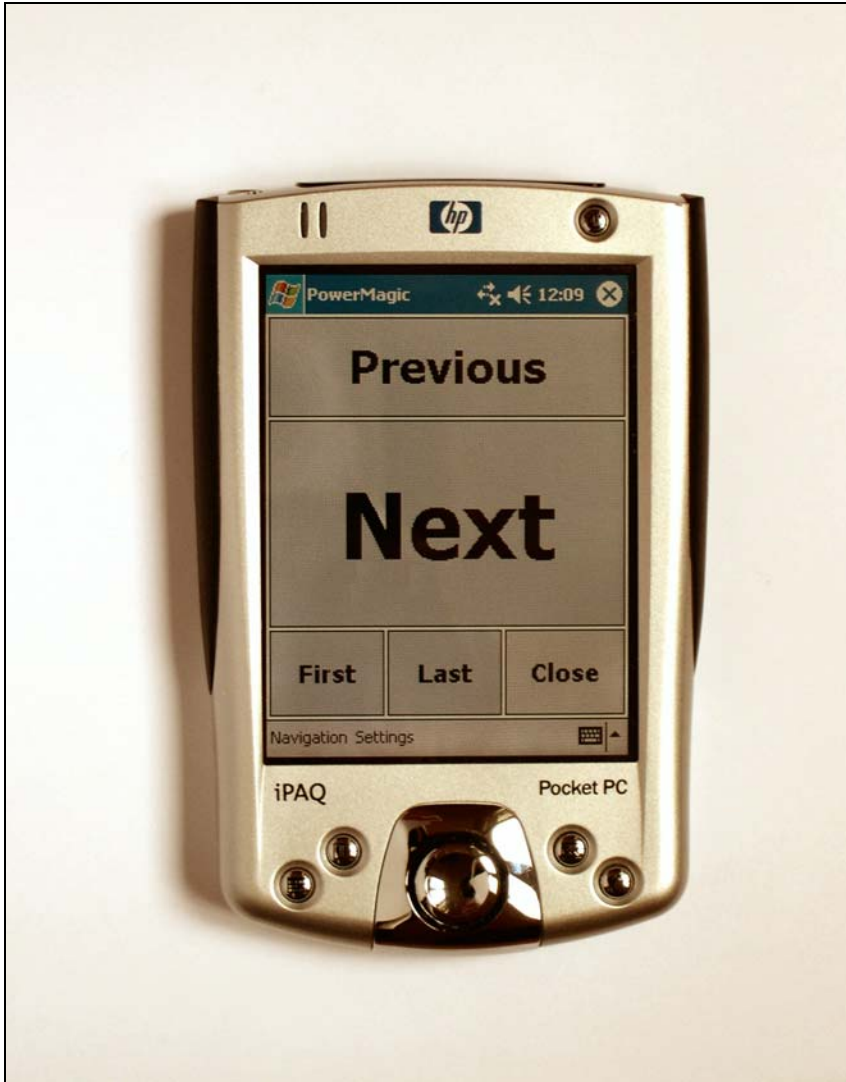 hp
PowerMagic 12:09
Previous
Next
First Last Close
Navigation Settings
iPAQ Pocket PC